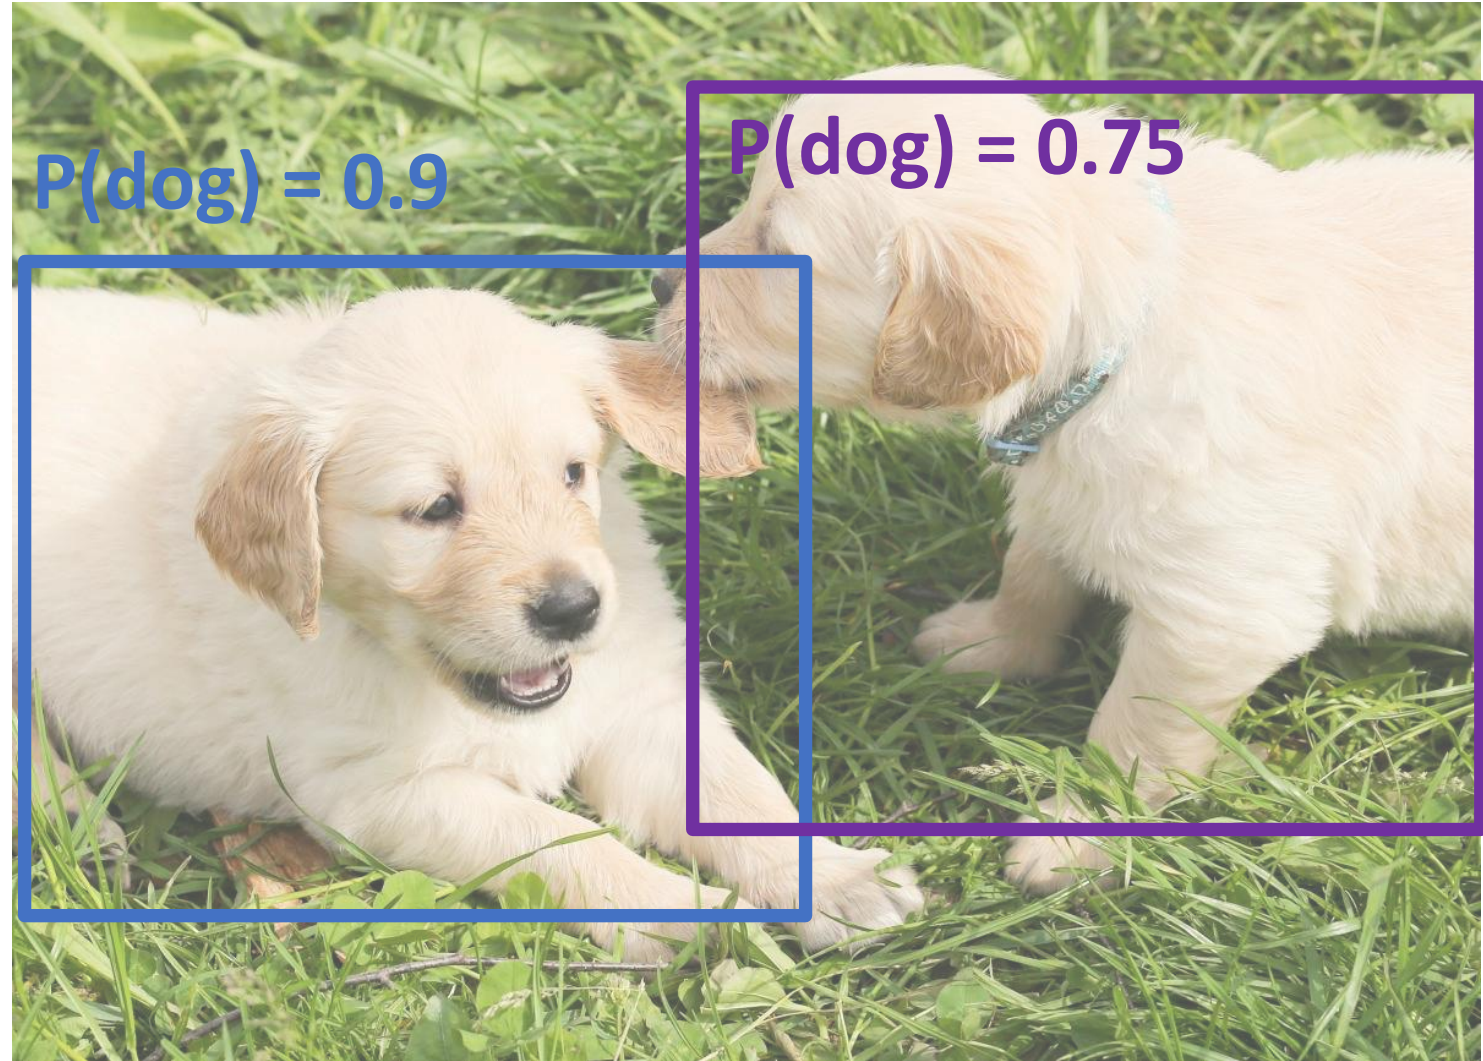 P(dog) = 0.9
P(dog) = 0.75